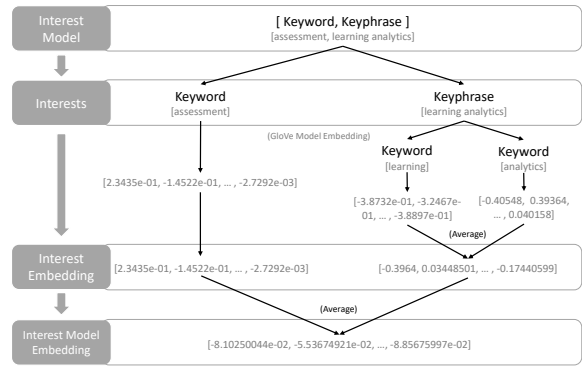 Interest
Model
[ Keyword, Keyphrase ]
[assessment, learning analytics]
Interests
Keyword
[assessment]
Keyphrase
[learning analytics]
(GloVe Model Embedding)
Keyword
[learning]
Keyword
[analytics]
[2.3435e-01, -1.4522e-01, ... , -2.7292e-03]
[-3.8732e-01, -3.2467e-
01, ... , -3.8897e-01]
[-0.40548, 0.39364,
... , 0.040158]
(Average)
Interest
Embedding
[2.3435e-01, -1.4522e-01, ... , -2.7292e-03]
[-0.3964, 0.03448501, ... , -0.17440599]
(Average)
Interest Model
Embedding
[-8.10250044e-02, -5.53674921e-02, ..., -8.85675997e-02]